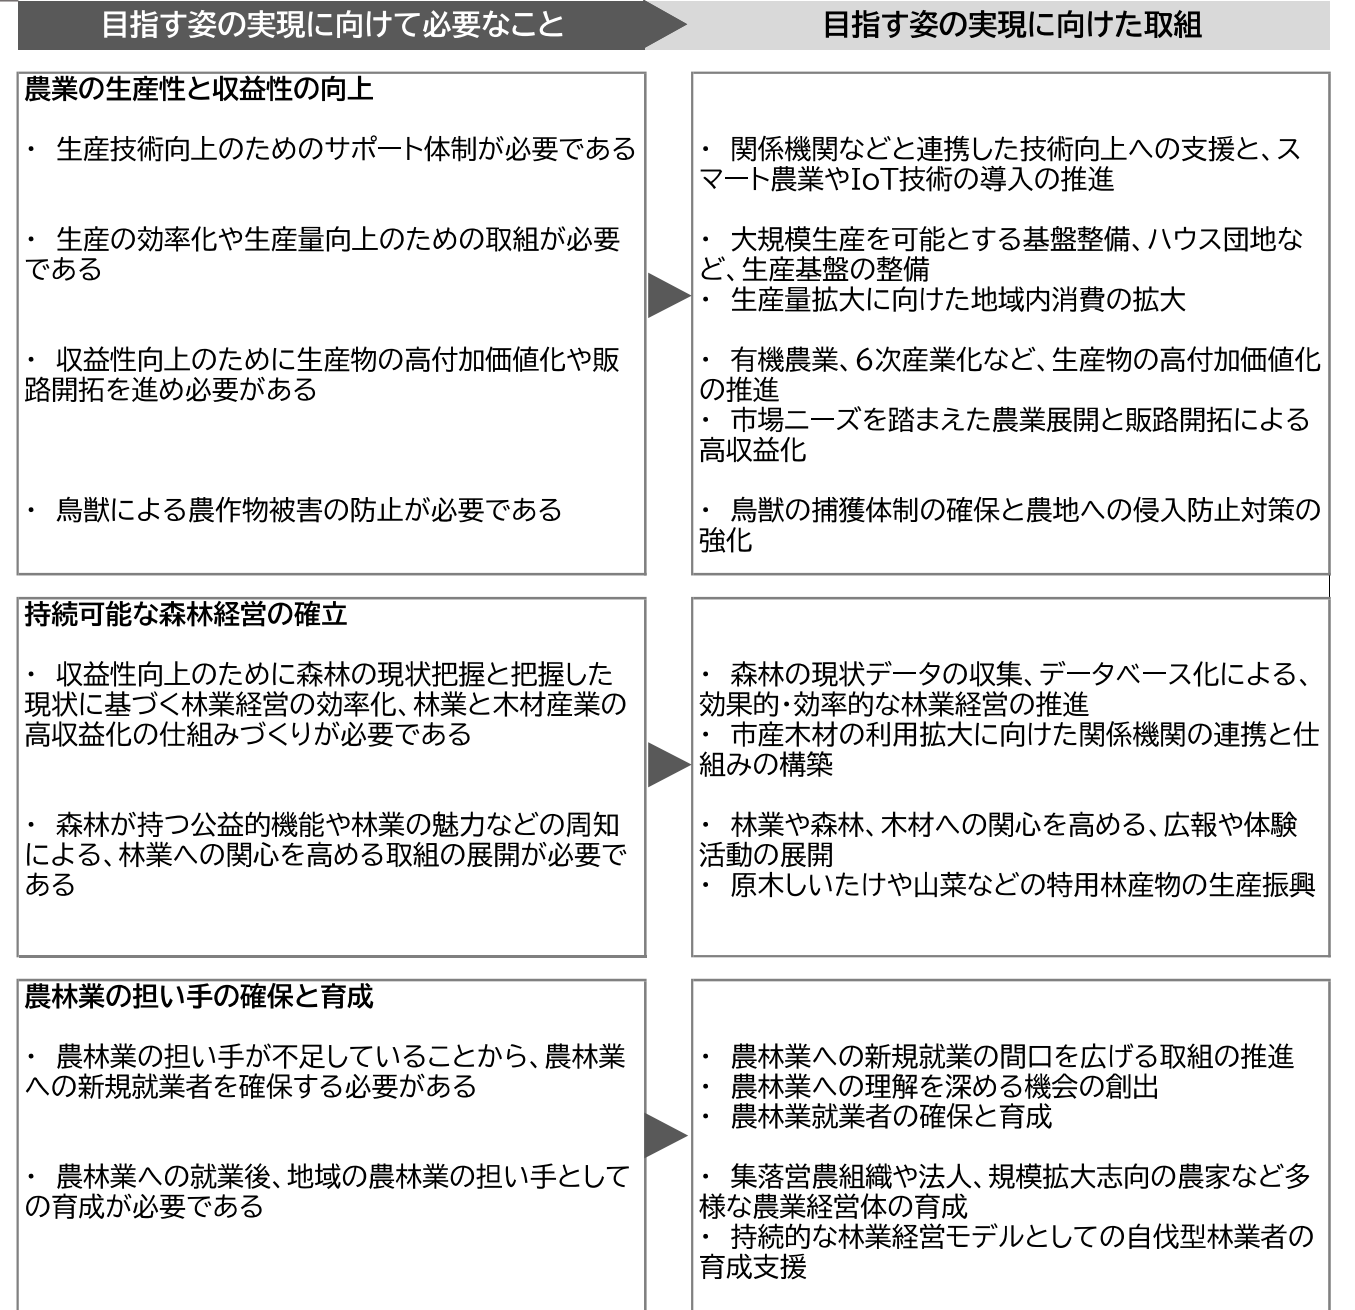 目指す姿の実現に向けて必要なこと
目指す姿の実現に向けた取組
農業の生産性と収益性の向上
・ 生産技術向上のためのサポート体制が必要である
・ 生産の効率化や生産量向上のための取組が必要
である
・ 収益性向上のために生産物の高付加価値化や販
路開拓を進め必要がある
・ 鳥獣による農作物被害の防止が必要である
・ 関係機関などと連携した技術向上への支援と、ス
マート農業やIoT技術の導入の推進
・ 大規模生産を可能とする基盤整備、ハウス団地な
ど、生産基盤の整備
・ 生産量拡大に向けた地域内消費の拡大
・ 有機農業、6次産業化など、生産物の高付加価値化
の推進
・ 市場ニーズを踏まえた農業展開と販路開拓による
高収益化
・ 鳥獣の捕獲体制の確保と農地への侵入防止対策の
強化
持続可能な森林経営の確立
・ 収益性向上のために森林の現状把握と把握した
現状に基づく林業経営の効率化、林業と木材産業の
高収益化の仕組みづくりが必要である
・ 森林が持つ公益的機能や林業の魅力などの周知
による、林業への関心を高める取組の展開が必要で
ある
・ 森林の現状データの収集、データベース化による、
効果的・効率的な林業経営の推進
・ 市産木材の利用拡大に向けた関係機関の連携と仕
組みの構築
・ 林業や森林、木材への関心を高める、広報や体験
活動の展開
・ 原木しいたけや山菜などの特用林産物の生産振興
農林業の担い手の確保と育成
・ 農林業の担い手が不足していることから、農林業
への新規就業者を確保する必要がある
・ 農林業への就業後、地域の農林業の担い手として
の育成が必要である
・ 農林業への新規就業の間口を広げる取組の推進
・ 農林業への理解を深める機会の創出
・ 農林業就業者の確保と育成
・ 集落営農組織や法人、規模拡大志向の農家など多
様な農業経営体の育成
・ 持続的な林業経営モデルとしての自伐型林業者の
育成支援